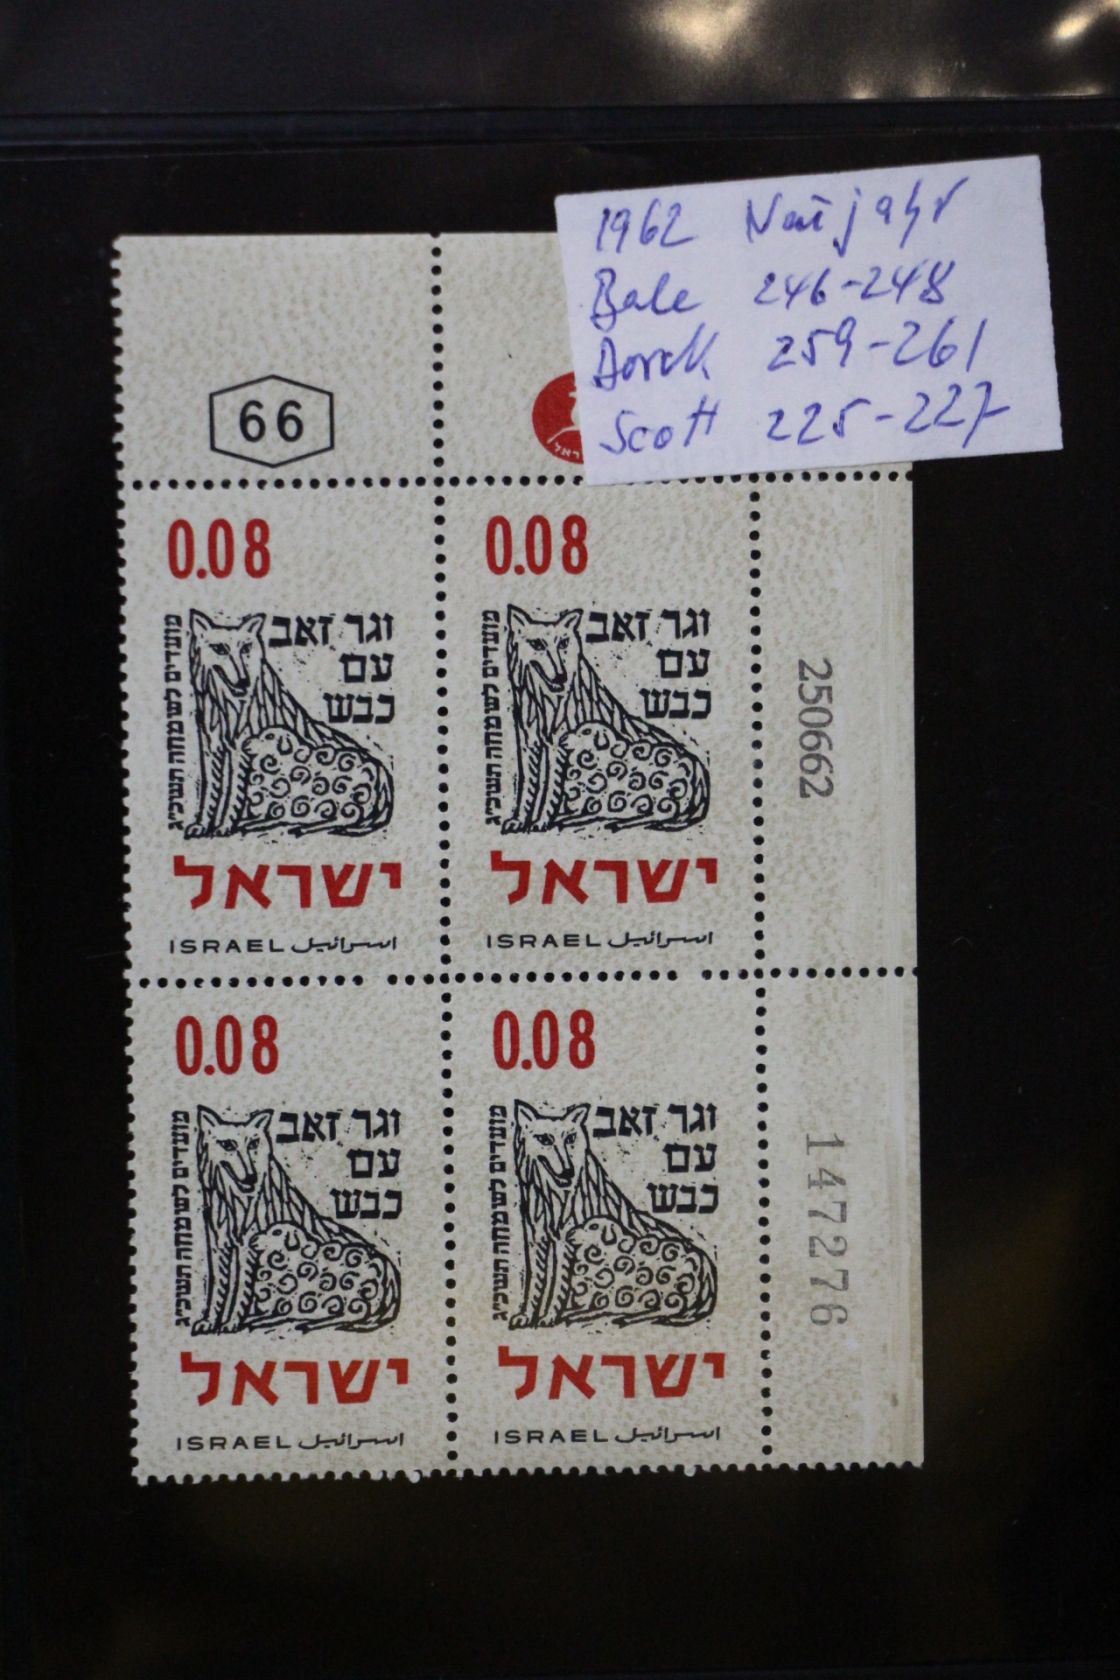 1962 Neujahr
Bale 246-248
Dorck 259-261
Scott 225-227
66
0.08
וגר זאב
עם
כבש
מועדים לשמחה תשכ״ג
ישראל
ISRAEL اسرائيل
0.08
וגר זאב
עם
כבש
מועדים לשמחה תשכ״ג
ישראל
ISRAEL اسرائيل
250662
0.08
וגר זאב
עם
כבש
מועדים לשמחה תשכ״ג
ישראל
ISRAEL اسرائيل
0.08
וגר זאב
עם
כבש
מועדים לשמחה תשכ״ג
ישראל
ISRAEL اسرائيل
147276